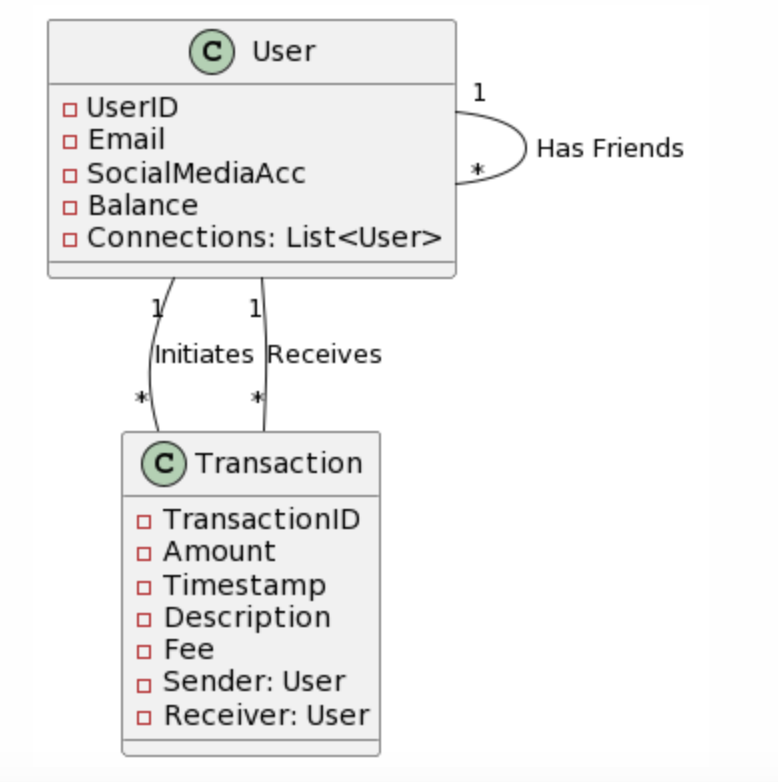 C User
UserID
Email
SocialMediaAcc
Balance
Connections: List<User>
1
Has Friends
*
1
1
Initiates
Receives
*
*
C Transaction
TransactionID
Amount
Timestamp
Description
Fee
Sender: User
Receiver: User